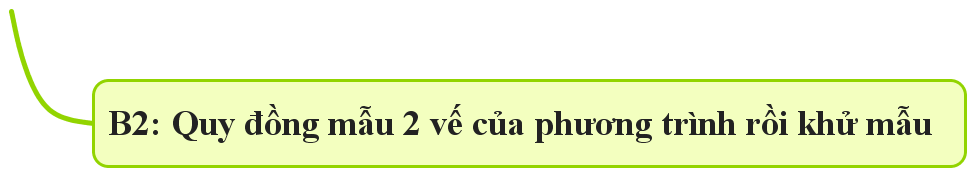 B2: Quy đồng mẫu 2 vế của phương trình rồi khử mẫu